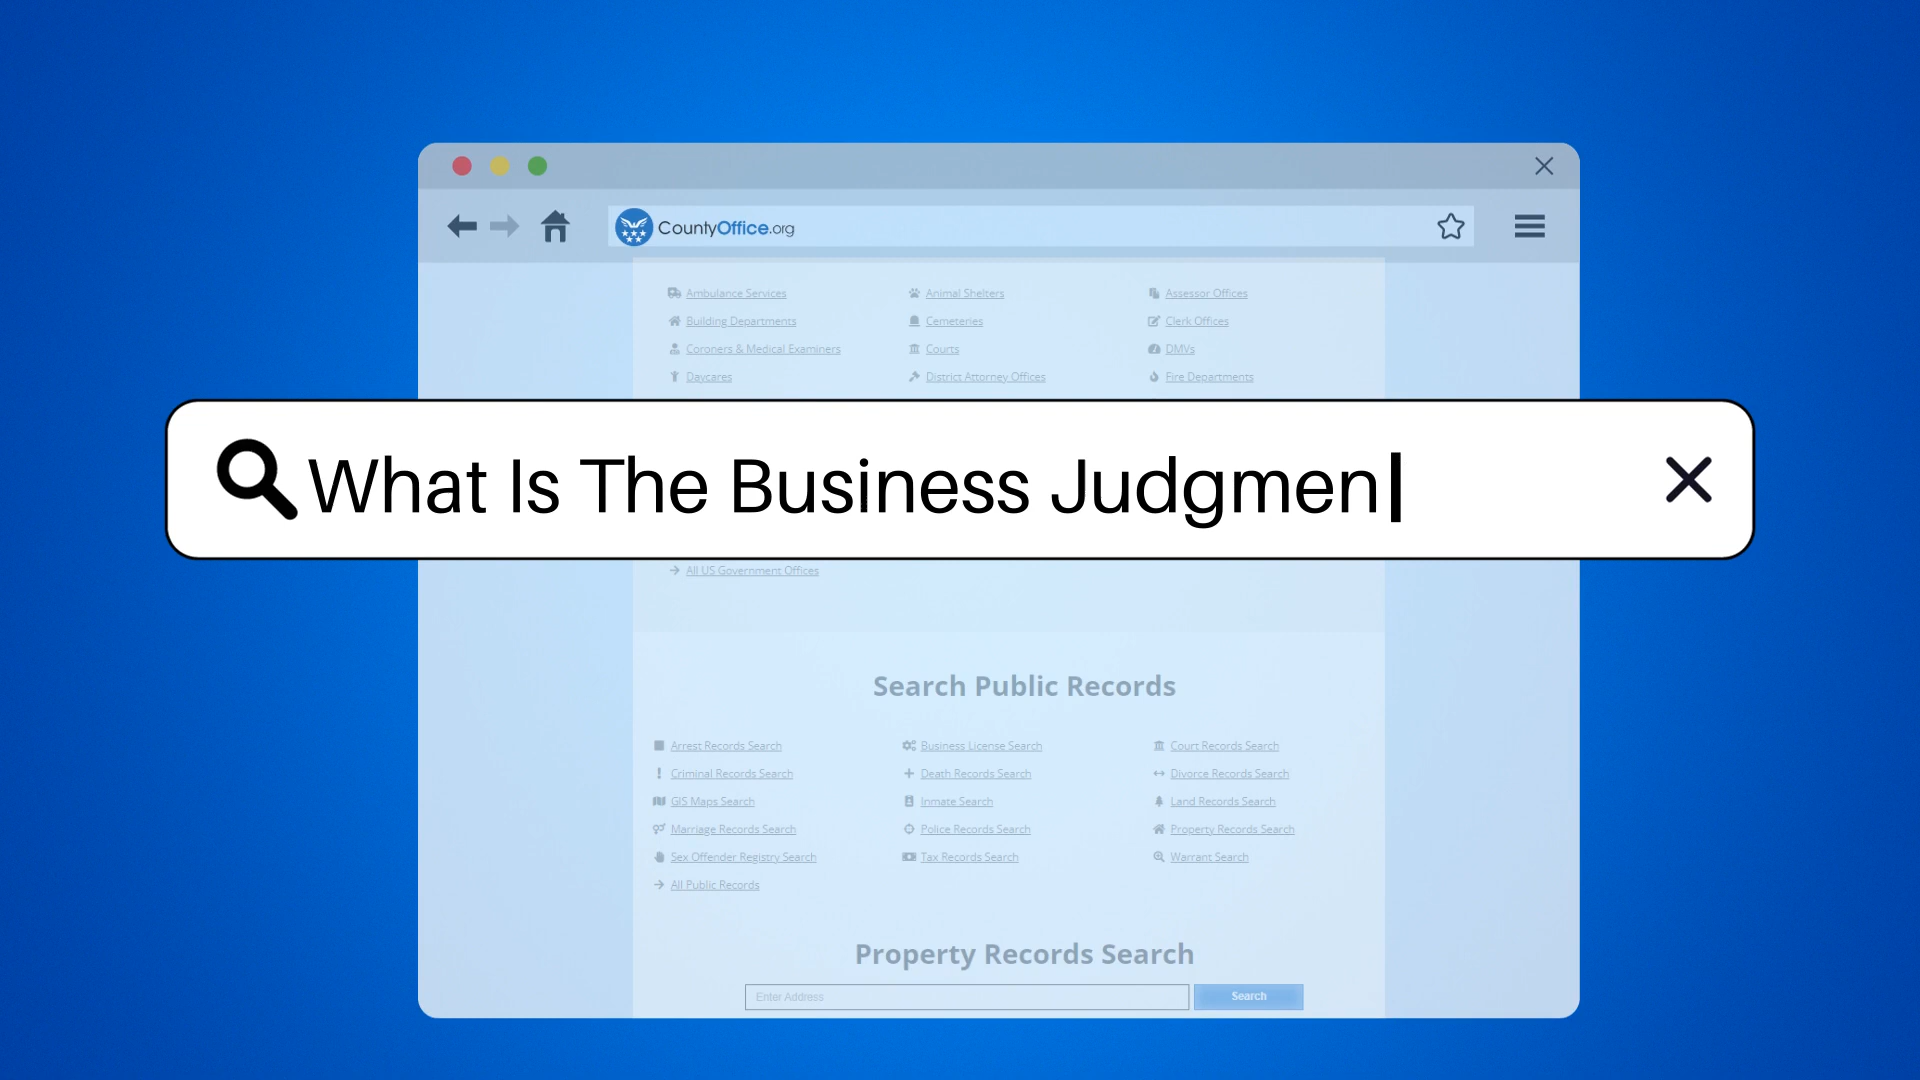 CountyOffice.org
Ambulance Services Animal Shelters Assessor Offices
Building Departments Cemeteries Clerk Offices
Coroners & Medical Examiners Courts DMVs
Daycares District Attorney Offices Fire Departments
What Is The Business Judgmen
All US Government Offices
Search Public Records
Arrest Records Search Business License Search Court Records Search
Criminal Records Search Death Records Search Divorce Records Search
GIS Maps Search Inmate Search Land Records Search
Marriage Records Search Police Records Search Property Records Search
Sex Offender Registry Search Tax Records Search Warrant Search
All Public Records
Property Records Search
Enter Address Search